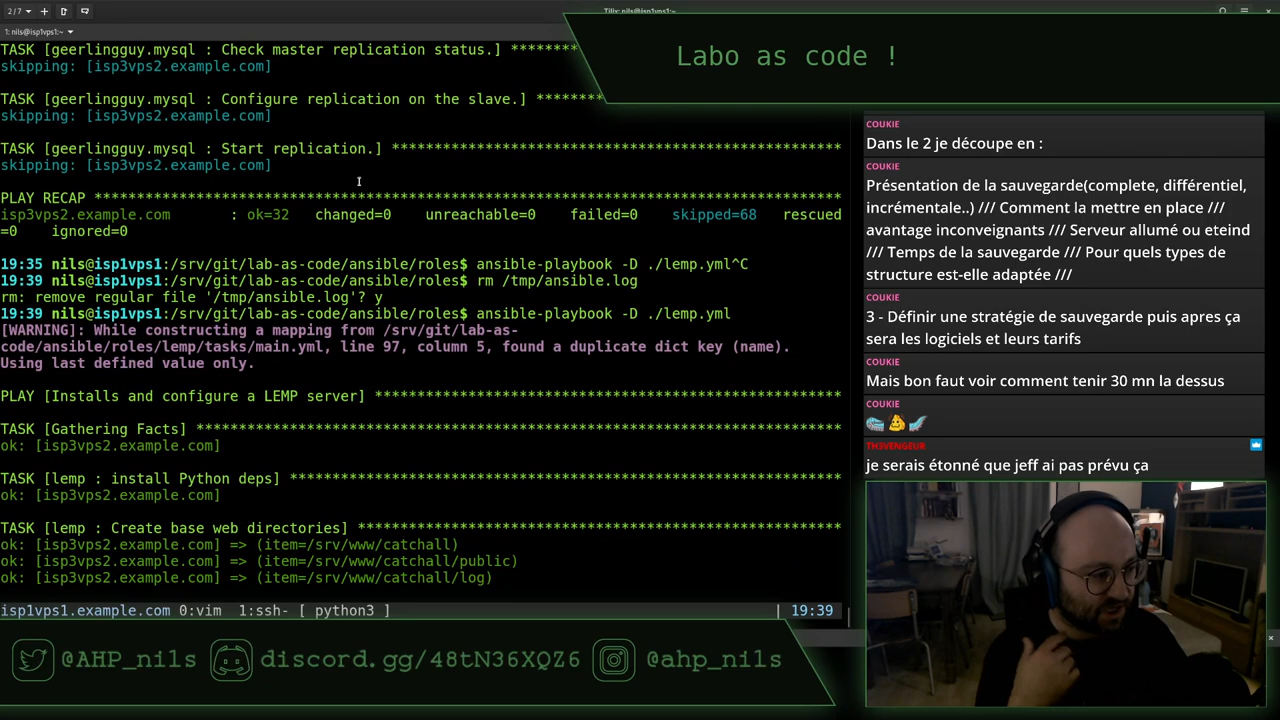 2/7
Tilix: nils@isp1vps1:~
1: nils@isp1vps1:~
TASK [geerlingguy.mysql : Check master replication status.] ********
skipping: [isp3vps2.example.com]
TASK [geerlingguy.mysql : Configure replication on the slave.] ********
skipping: [isp3vps2.example.com]
TASK [geerlingguy.mysql : Start replication.] *****************************************************
skipping: [isp3vps2.example.com]
PLAY RECAP ****************************************************************************************
isp3vps2.example.com       : ok=32   changed=0    unreachable=0    failed=0    skipped=68   rescued
=0    ignored=0
19:35 nils@isp1vps1:/srv/git/lab-as-code/ansible/roles$ ansible-playbook -D ./lemp.yml^C
19:39 nils@isp1vps1:/srv/git/lab-as-code/ansible/roles$ rm /tmp/ansible.log
rm: remove regular file '/tmp/ansible.log'? y
19:39 nils@isp1vps1:/srv/git/lab-as-code/ansible/roles$ ansible-playbook -D ./lemp.yml
[WARNING]: While constructing a mapping from /srv/git/lab-as-
code/ansible/roles/lemp/tasks/main.yml, line 97, column 5, found a duplicate dict key (name).
Using last defined value only.
PLAY [Installs and configure a LEMP server] *******************************************************
TASK [Gathering Facts] ****************************************************************************
ok: [isp3vps2.example.com]
TASK [lemp : install Python deps] *****************************************************************
ok: [isp3vps2.example.com]
TASK [lemp : Create base web directories] *********************************************************
ok: [isp3vps2.example.com] => (item=/srv/www/catchall)
ok: [isp3vps2.example.com] => (item=/srv/www/catchall/public)
ok: [isp3vps2.example.com] => (item=/srv/www/catchall/log)
isp1vps1.example.com 0:vim  1:ssh- [ python3 ] | 19:39
Labo as code !
COUKIE
Dans le 2 je découpe en :
COUKIE
Présentation de la sauvegarde(complete, différentiel,
incrémentale..) /// Comment la mettre en place ///
avantage inconveignants /// Serveur allumé ou eteind
/// Temps de la sauvegarde /// Pour quels types de
structure est-elle adaptée ///
COUKIE
3 - Définir une stratégie de sauvegarde puis apres ça
sera les logiciels et leurs tarifs
COUKIE
Mais bon faut voir comment tenir 30 mn la dessus
COUKIE
TH3VENGEUR
je serais étonné que jeff ai pas prévu ça
@AHP_nils discord.gg/48tN36XQZ6 @ahp_nils